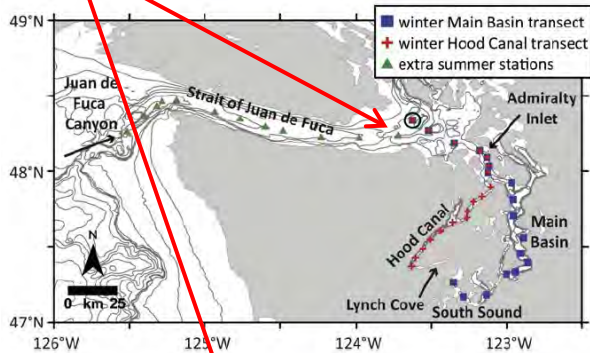 49°N
winter Main Basin transect
winter Hood Canal transect
extra summer stations
Juan de
Fuca
Canyon
Strait of Juan de Fuca
Admiralty
Inlet
48°N
Hood Canal
Main
Basin
N
0 km 25
Lynch Cove
South Sound
47°N
126°W
125°W
124°W
123°W